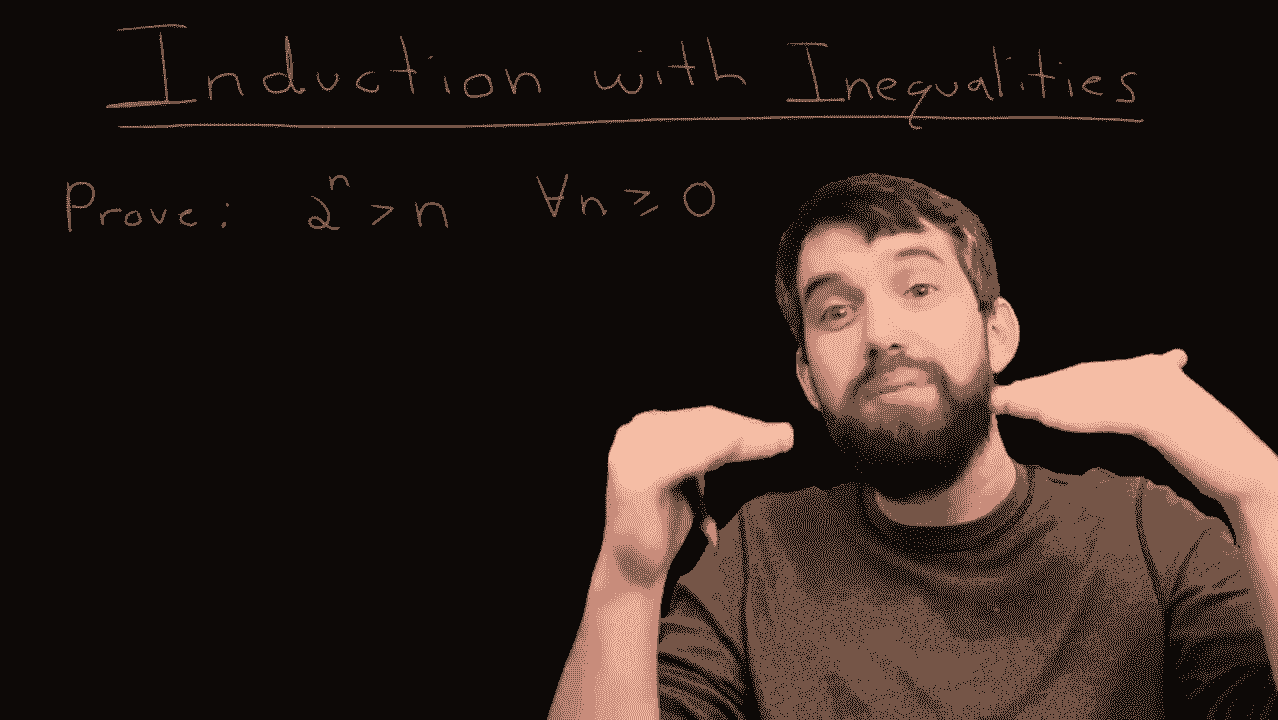 Induction with Inequalities
Prove: 2ⁿ > n ∀n ≥ 0